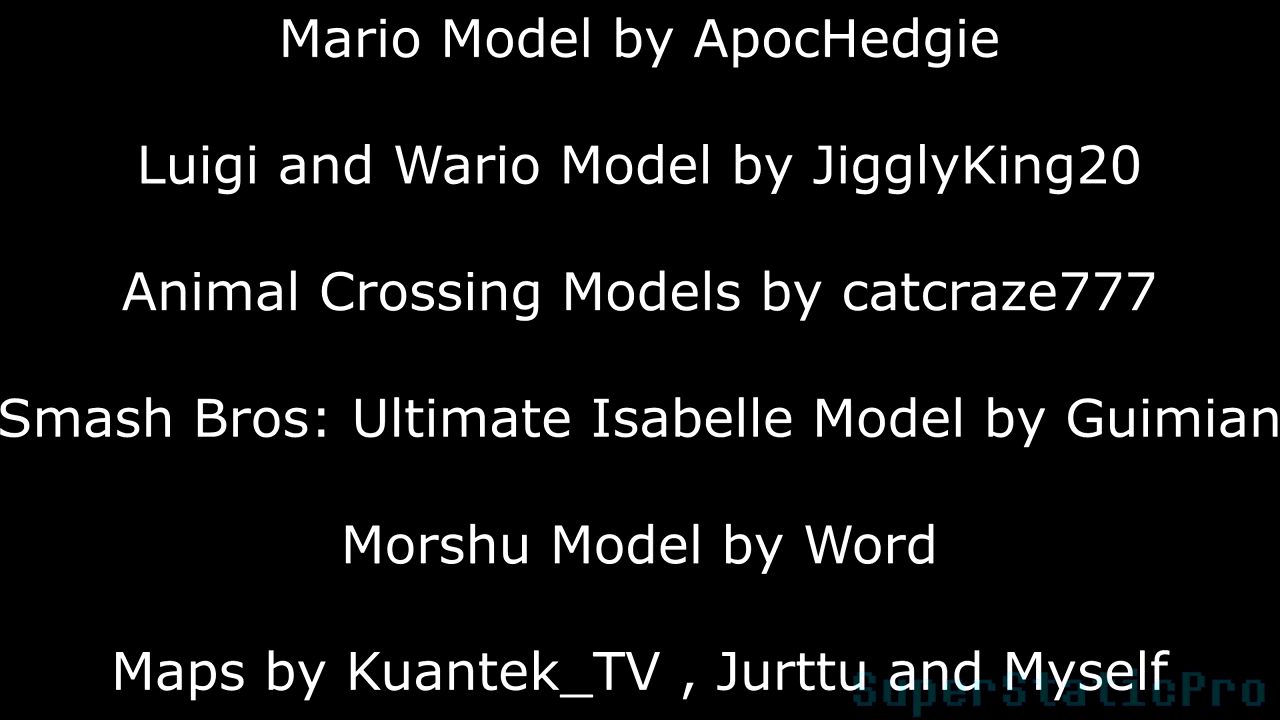 Mario Model by ApocHedgie
Luigi and Wario Model by JigglyKing20
Animal Crossing Models by catcraze777
Smash Bros: Ultimate Isabelle Model by Guimian
Morshu Model by Word
Maps by Kuantek_TV , Jurttu and Myself
SuperStaticPro